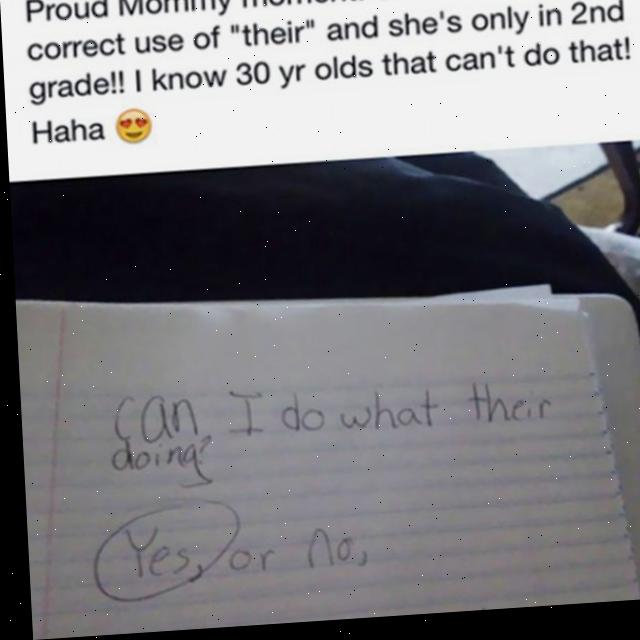 Proud Mommy moment
correct use of "their" and she's only in 2nd
grade!! I know 30 yr olds that can't do that!
Haha 😍
Can I do what their
doing?
Yes, or no,